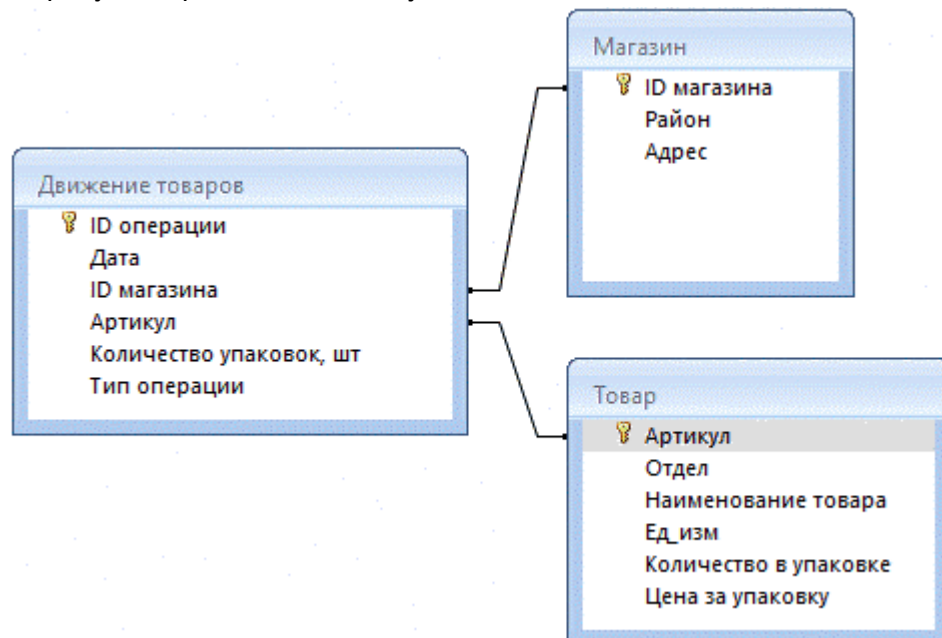 Магазин
ID магазина
Район
Адрес
Движение товаров
ID операции
Дата
ID магазина
Артикул
Количество упаковок, шт
Тип операции
Товар
Артикул
Отдел
Наименование товара
Ед_изм
Количество в упаковке
Цена за упаковку